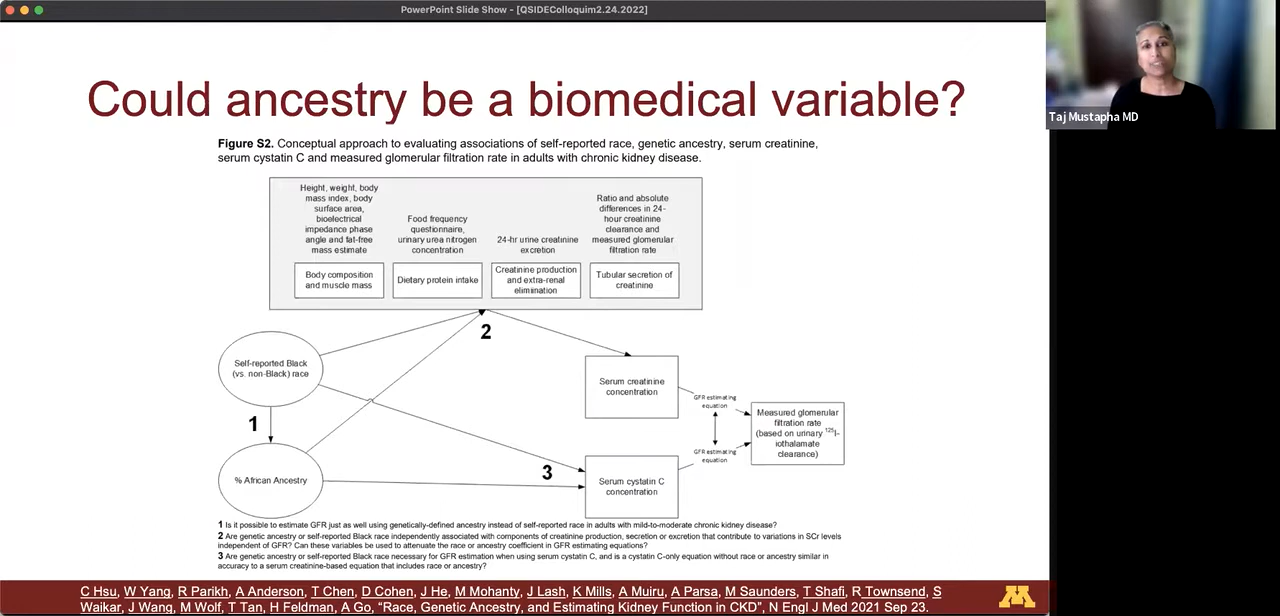 PowerPoint Slide Show - [QSIDEColloquim2.24.2022]
Taj Mustapha MD
Could ancestry be a biomedical variable?
Figure S2. Conceptual approach to evaluating associations of self-reported race, genetic ancestry, serum creatinine,
serum cystatin C and measured glomerular filtration rate in adults with chronic kidney disease.
Height, weight, body
mass index, body
surface area,
bioelectrical
impedance phase
angle and fat-free
mass estimate
Food frequency
questionnaire,
urinary urea nitrogen
concentration
24-hr urine creatinine
excretion
Ratio and absolute
differences in 24-
hour creatinine
clearance and
measured glomerular
filtration rate
Body composition
and muscle mass
Dietary protein intake
Creatinine production
and extra-renal
elimination
Tubular secretion of
creatinine
2
Self-reported Black
(vs. non-Black) race
Serum creatinine
concentration
GFR estimating
equation
1
Measured glomerular
filtration rate
(based on urinary 125I-
iothalamate
clearance)
GFR estimating
equation
3
% African Ancestry
Serum cystatin C
concentration
1 Is it possible to estimate GFR just as well using genetically-defined ancestry instead of self-reported race in adults with mild-to-moderate chronic kidney disease?
2 Are genetic ancestry or self-reported Black race independently associated with components of creatinine production, secretion or excretion that contribute to variations in SCr levels
independent of GFR? Can these variables be used to attenuate the race or ancestry coefficient in GFR estimating equations?
3 Are genetic ancestry or self-reported Black race necessary for GFR estimation when using serum cystatin C, and is a cystatin C-only equation without race or ancestry similar in
accuracy to a serum creatinine-based equation that includes race or ancestry?
C Hsu, W Yang, R Parikh, A Anderson, T Chen, D Cohen, J He, M Mohanty, J Lash, K Mills, A Muiru, A Parsa, M Saunders, T Shafi, R Townsend, S
Waikar, J Wang, M Wolf, T Tan, H Feldman, A Go, “Race, Genetic Ancestry, and Estimating Kidney Function in CKD”, N Engl J Med 2021 Sep 23.
M